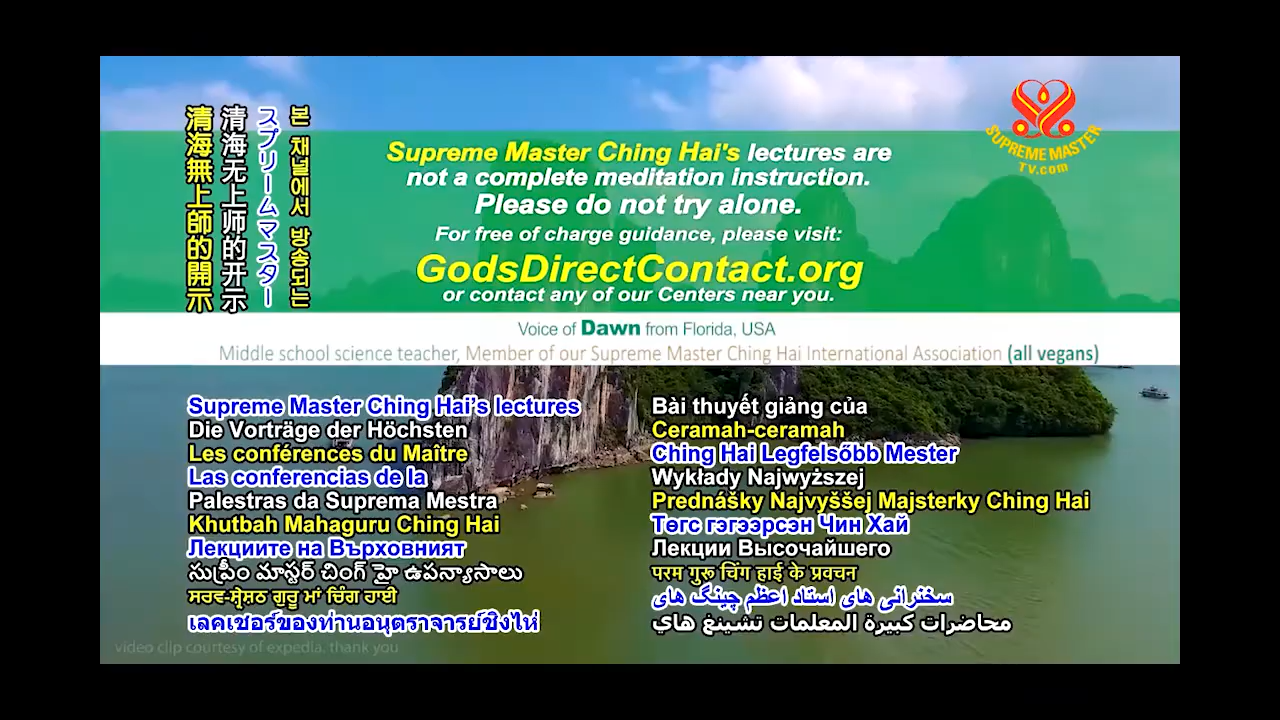 清海無上師的開示
清海无上师的开示
スプリームマスター
본 채널에서 방송되는
Supreme Master Ching Hai's lectures are
not a complete meditation instruction.
Please do not try alone.
For free of charge guidance, please visit:
GodsDirectContact.org
or contact any of our Centers near you.
SUPREME MASTER
TV.com
Voice of Dawn from Florida, USA
Middle school science teacher, Member of our Supreme Master Ching Hai International Association (all vegans)
Supreme Master Ching Hai's lectures
Die Vorträge der Höchsten
Les conférences du Maître
Las conferencias de la
Palestras da Suprema Mestra
Khutbah Mahaguru Ching Hai
Лекциите на Върховният
సుప్రీం మాస్టర్ చింగ్ హై ఉపన్యాసాలు
ਸਰਵ-ਸ਼੍ਰੇਸ਼ਠ ਗੁਰੂ ਮਾਂ ਚਿੰਗ ਹਾਈ
เลคเชอร์ของท่านอนุตราจารย์ชิงไห่
Bài thuyết giảng của
Ceramah-ceramah
Ching Hai Legfelsőbb Mester
Wykłady Najwyższej
Prednášky Najvyššej Majsterky Ching Hai
Төгс гэгээрсэн Чин Хай
Лекции Высочайшего
परम गुरू चिंग हाई के प्रवचन
سخنرانی های استاد اعظم چینگ های
محاضرات كبيرة المعلمات تشينغ هاي
video clip courtesy of expedia. thank you